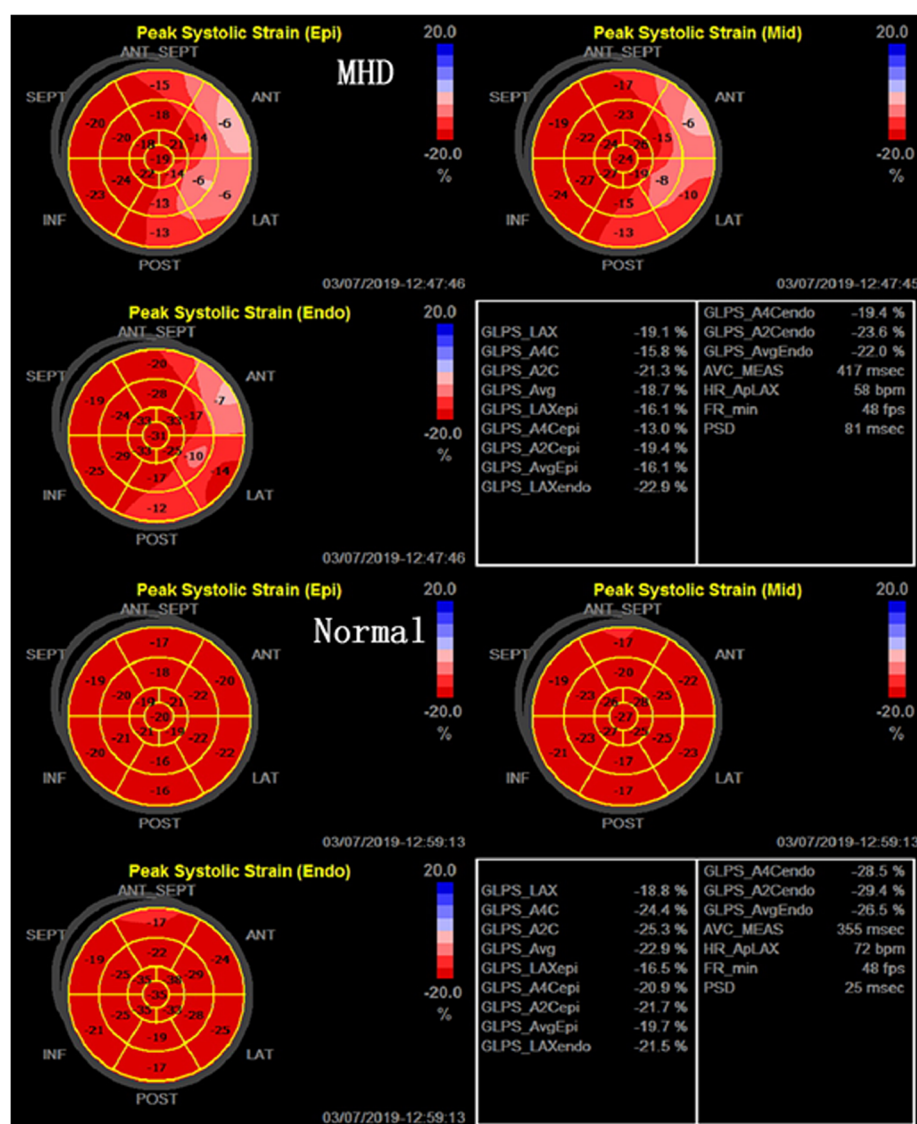 Peak Systolic Strain (Epi)
20.0
ANT_SEPT
MHD
SEPT
ANT
-15
-6
-20
-18
-14
-20
-18
-21
-19
-20.0
-22
-14
-24
-6
-6
%
-23
-13
INF
LAT
-13
POST
03/07/2019-12:47:46
Peak Systolic Strain (Mid)
20.0
ANT_SEPT
SEPT
ANT
-17
-6
-19
-23
-15
-22
24
26
-24
-20.0
27
-19
-27
-8
-10
%
-24
-15
INF
LAT
-13
POST
03/07/2019-12:47:45
Peak Systolic Strain (Endo)
20.0
ANT_SEPT
SEPT
ANT
-20
-7
-19
-28
-17
-24
-33
-33
-31
-20.0
-33
-25
-29
-10
-14
%
-25
-17
INF
LAT
-12
POST
03/07/2019-12:47:46
GLPS_LAX -19.1 %
GLPS_A4C -15.8 %
GLPS_A2C -21.3 %
GLPS_Avg -18.7 %
GLPS_LAXepi -16.1 %
GLPS_A4Cepi -13.0 %
GLPS_A2Cepi -19.4 %
GLPS_AvgEpi -16.1 %
GLPS_LAXendo -22.9 %
GLPS_A4Cendo -19.4 %
GLPS_A2Cendo -23.6 %
GLPS_AvgEndo -22.0 %
AVC_MEAS 417 msec
HR_ApLAX 58 bpm
FR_min 48 fps
PSD 81 msec
Peak Systolic Strain (Epi)
20.0
ANT_SEPT
Normal
SEPT
ANT
-17
-19
-20
-18
-20
-22
-19
-21
-20
-20.0
-21
-19
-21
-22
%
-20
-22
-16
INF
LAT
-16
POST
03/07/2019-12:59:13
Peak Systolic Strain (Mid)
20.0
ANT_SEPT
SEPT
ANT
-17
-19
-22
-20
-23
-25
26
-28
-27
-20.0
-27
-25
-23
-25
%
-21
-23
-17
INF
LAT
-17
POST
03/07/2019-12:59:13
Peak Systolic Strain (Endo)
20.0
ANT_SEPT
SEPT
ANT
-17
-19
-24
-22
-25
-29
-35
-38
-35
-20.0
-35
-33
-25
-28
%
-21
-25
-19
INF
LAT
-17
POST
03/07/2019-12:59:13
GLPS_LAX -18.8 %
GLPS_A4C -24.4 %
GLPS_A2C -25.3 %
GLPS_Avg -22.9 %
GLPS_LAXepi -16.5 %
GLPS_A4Cepi -20.9 %
GLPS_A2Cepi -21.7 %
GLPS_AvgEpi -19.7 %
GLPS_LAXendo -21.5 %
GLPS_A4Cendo -28.5 %
GLPS_A2Cendo -29.4 %
GLPS_AvgEndo -26.5 %
AVC_MEAS 355 msec
HR_ApLAX 72 bpm
FR_min 48 fps
PSD 25 msec